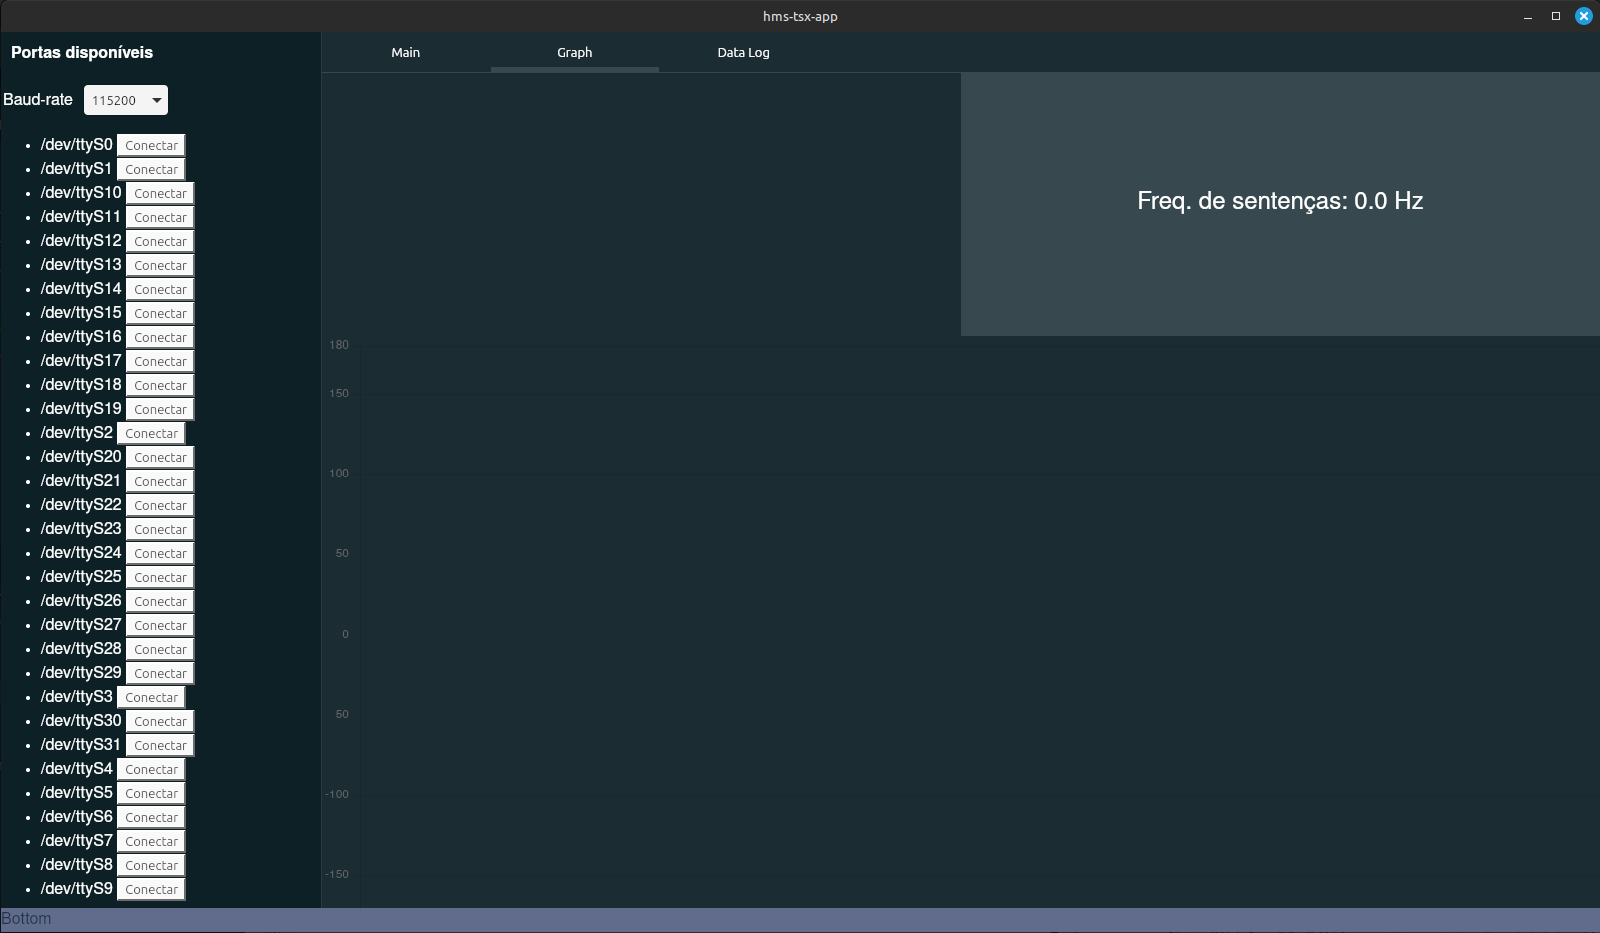 hms-tsx-app
Portas disponíveis
Baud-rate 115200
• /dev/ttyS0 Conectar
• /dev/ttyS1 Conectar
• /dev/ttyS10 Conectar
• /dev/ttyS11 Conectar
• /dev/ttyS12 Conectar
• /dev/ttyS13 Conectar
• /dev/ttyS14 Conectar
• /dev/ttyS15 Conectar
• /dev/ttyS16 Conectar
• /dev/ttyS17 Conectar
• /dev/ttyS18 Conectar
• /dev/ttyS19 Conectar
• /dev/ttyS2 Conectar
• /dev/ttyS20 Conectar
• /dev/ttyS21 Conectar
• /dev/ttyS22 Conectar
• /dev/ttyS23 Conectar
• /dev/ttyS24 Conectar
• /dev/ttyS25 Conectar
• /dev/ttyS26 Conectar
• /dev/ttyS27 Conectar
• /dev/ttyS28 Conectar
• /dev/ttyS29 Conectar
• /dev/ttyS3 Conectar
• /dev/ttyS30 Conectar
• /dev/ttyS31 Conectar
• /dev/ttyS4 Conectar
• /dev/ttyS5 Conectar
• /dev/ttyS6 Conectar
• /dev/ttyS7 Conectar
• /dev/ttyS8 Conectar
• /dev/ttyS9 Conectar
Main Graph Data Log
Freq. de sentenças: 0.0 Hz
180
150
100
50
0
50
-100
-150
Bottom